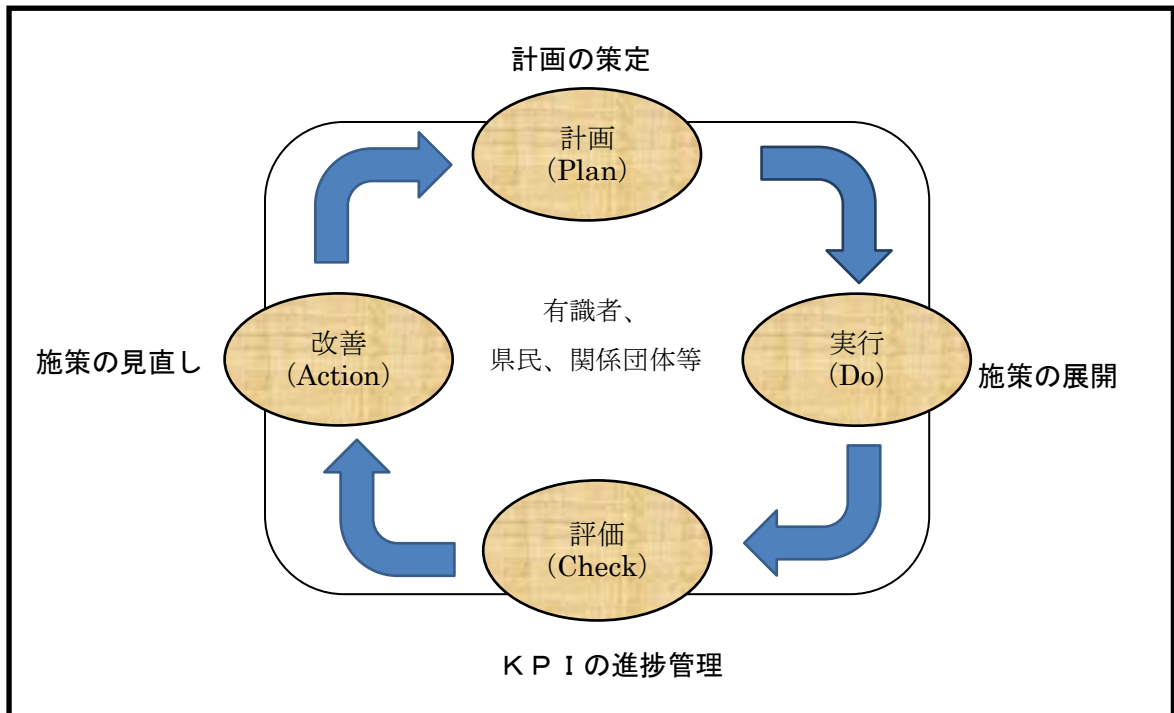 計画の策定
計画
(Plan)
有識者、
県民、関係団体等
改善
(Action)
施策の見直し
実行
(Do)
施策の展開
評価
(Check)
ＫＰＩの進捗管理